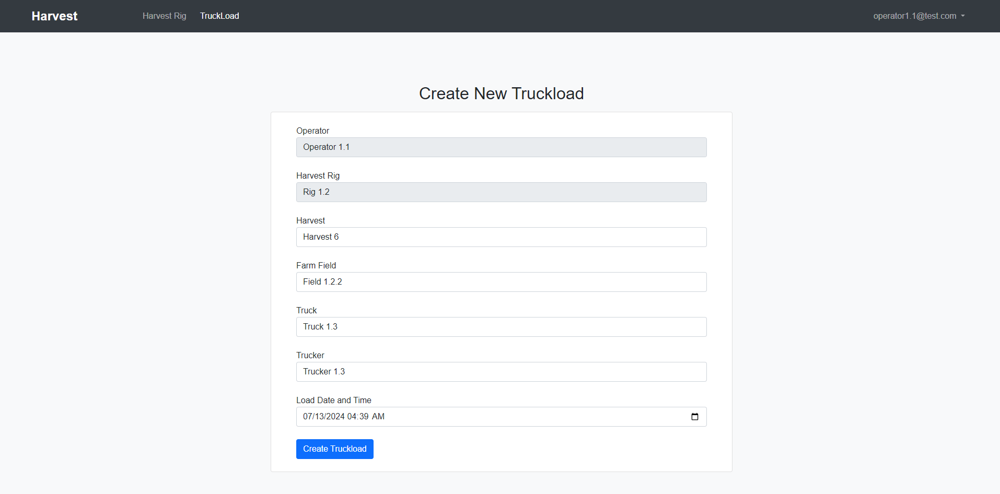 Harvest Harvest Rig TruckLoad operator1.1@test.com
Create New Truckload
Operator
Operator 1.1
Harvest Rig
Rig 1.2
Harvest
Harvest 6
Farm Field
Field 1.2.2
Truck
Truck 1.3
Trucker
Trucker 1.3
Load Date and Time
07/13/2024 04:39 AM
Create Truckload